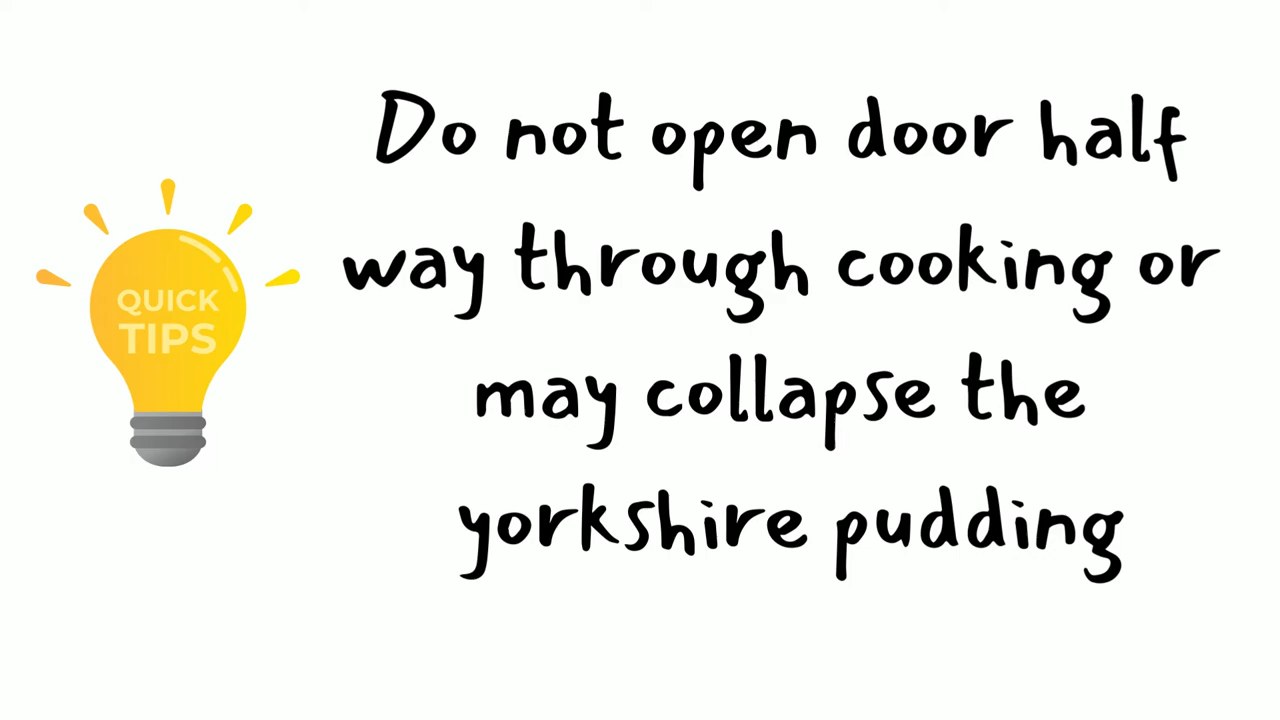 QUICK
TIPS
Do not open door half
way through cooking or
may collapse the
yorkshire pudding